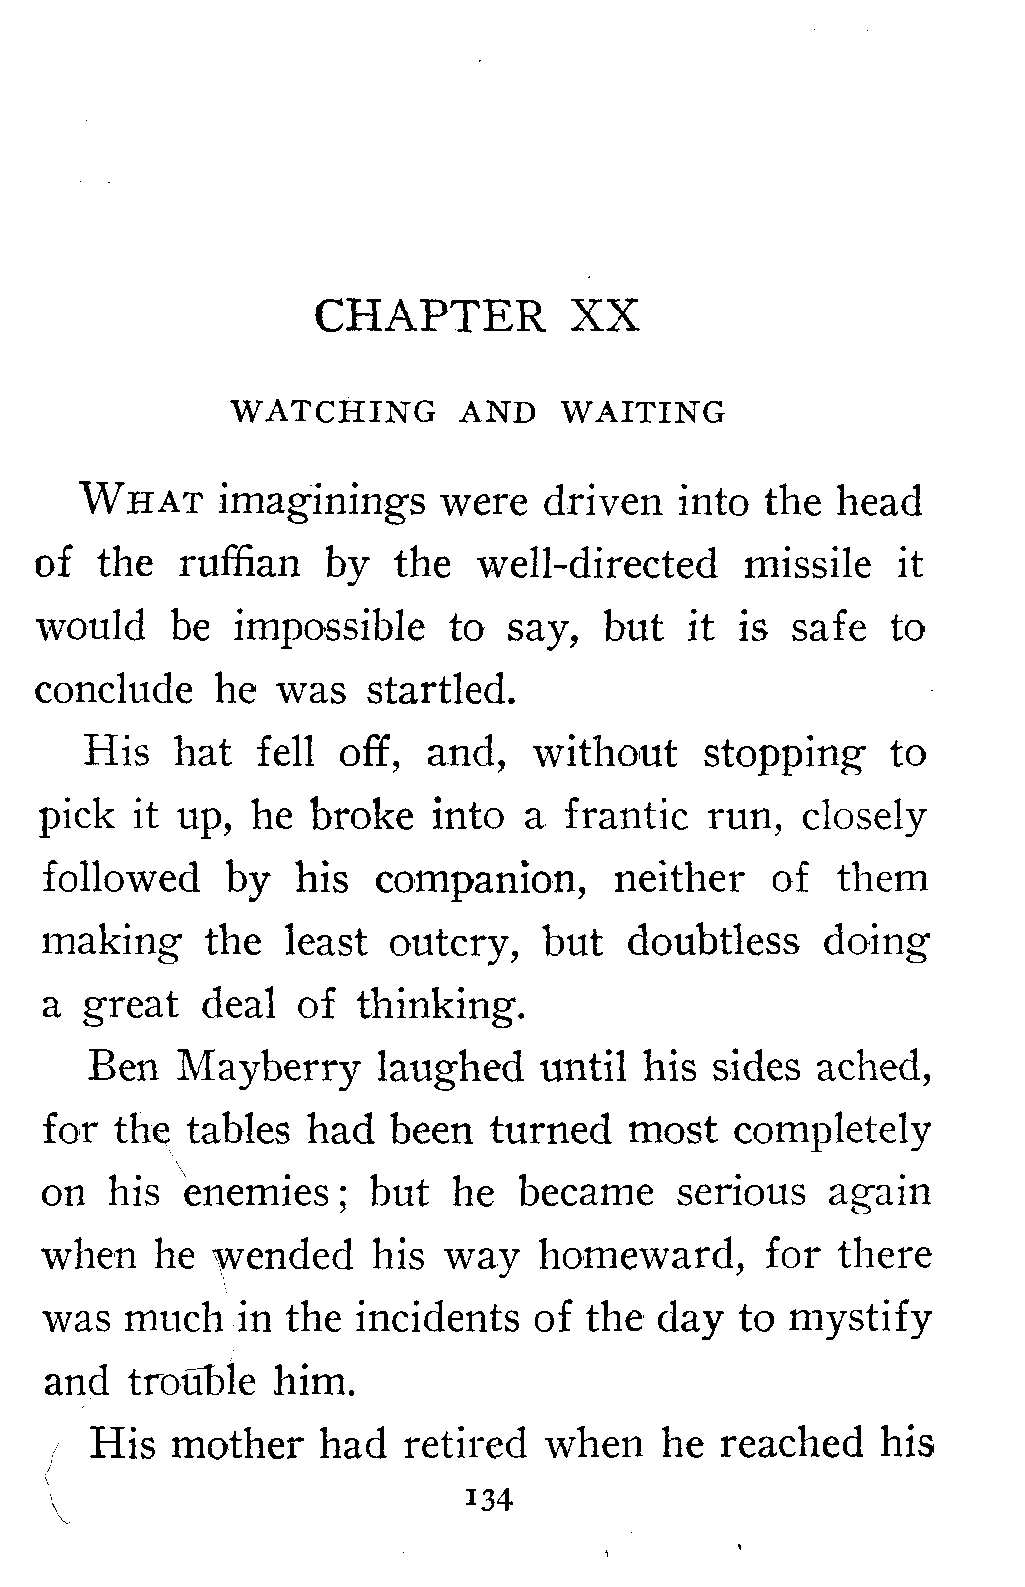 CHAPTER XX
WATCHING AND WAITING
WHAT imaginings were driven into the head
of the ruffian by the well-directed missile it
would be impossible to say, but it is safe to
conclude he was startled.
His hat fell off, and, without stopping to
pick it up, he broke into a frantic run, closely
followed by his companion, neither of them
making the least outcry, but doubtless doing
a great deal of thinking.
Ben Mayberry laughed until his sides ached,
for the tables had been turned most completely
on his enemies; but he became serious again
when he wended his way homeward, for there
was much in the incidents of the day to mystify
and trouble him.
His mother had retired when he reached his
134